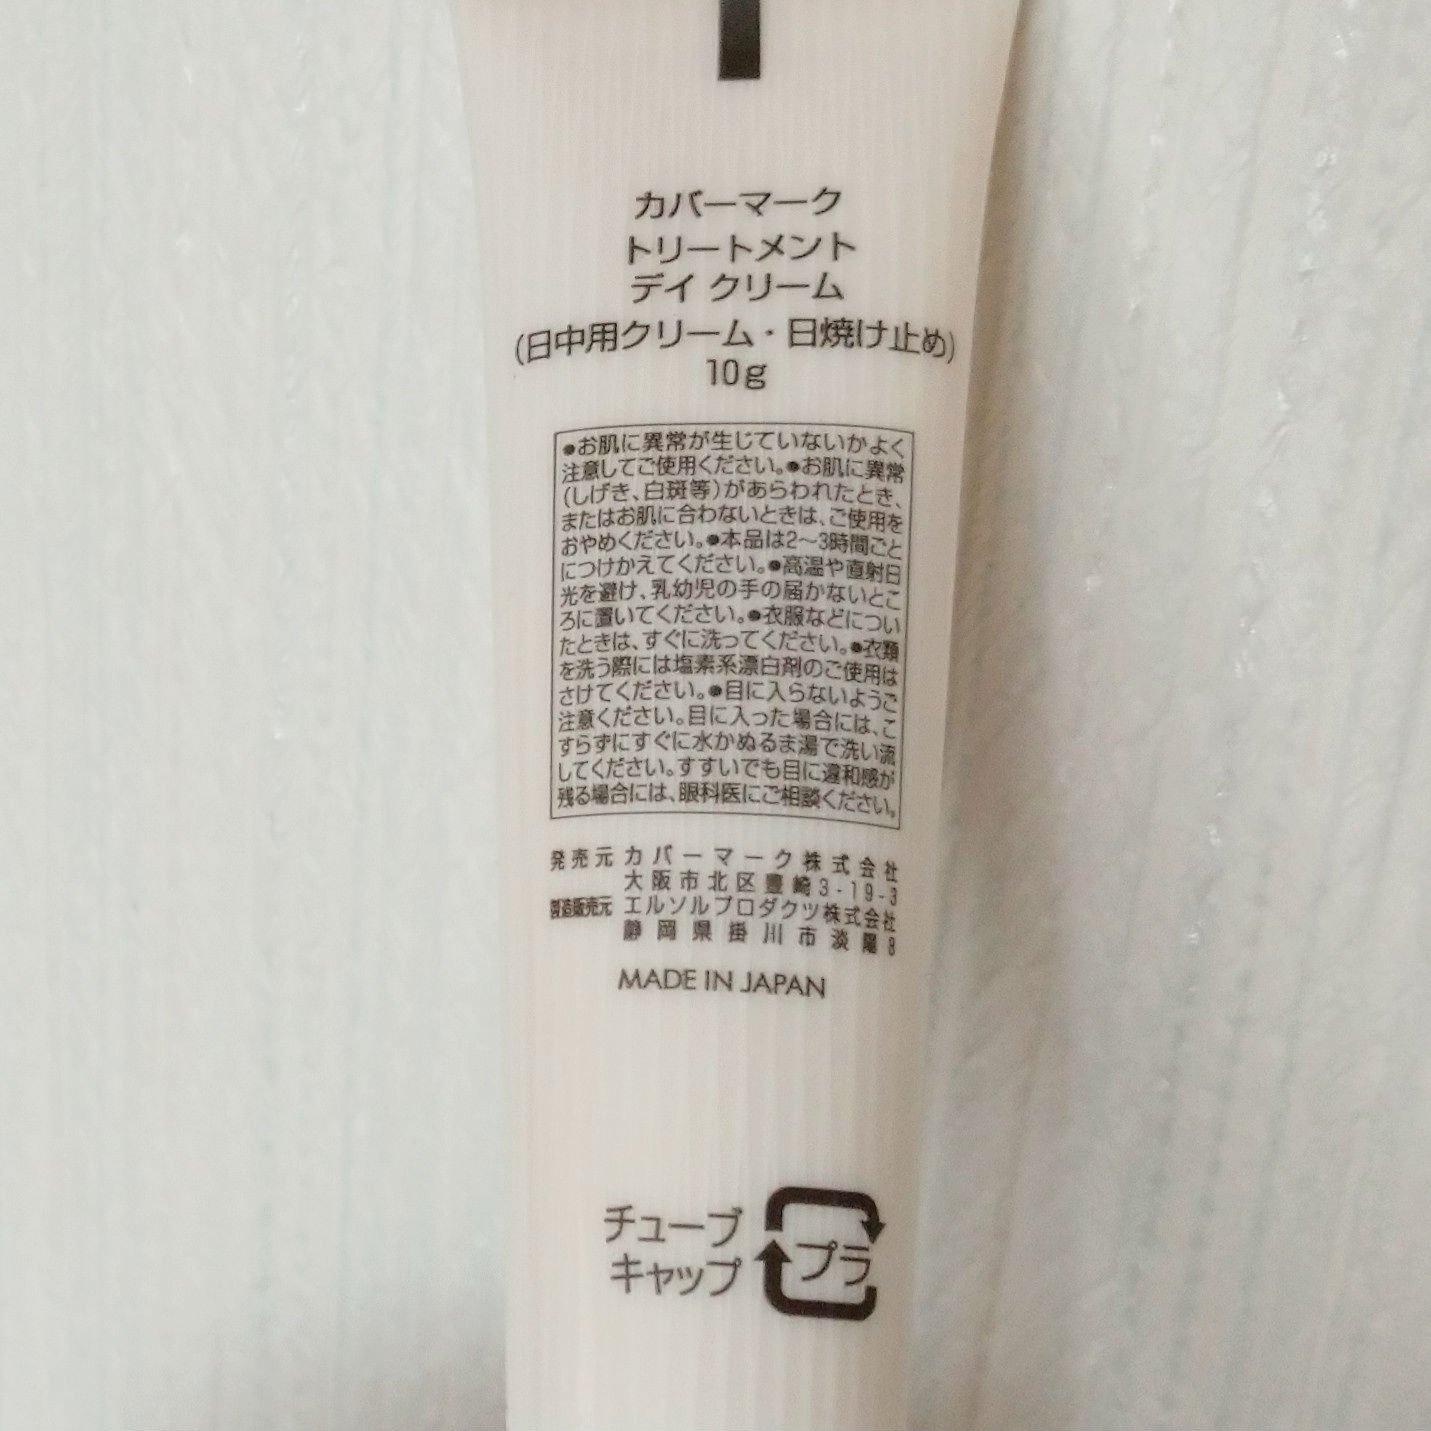 カバーマーク
トリートメント
デイ クリーム
(日中用クリーム・日焼け止め)
10g
●お肌に異常が生じていないかよく
注意してご使用ください。●お肌に異常
(しげき、白斑等)があらわれたとき、
またはお肌に合わないときは、ご使用を
おやめください。●本品は2〜3時間ごと
につけかえてください。●高温や直射日
光を避け、乳幼児の手の届かないとこ
ろに置いてください。●衣服などについ
たときは、すぐに洗ってください。●衣類
を洗う際には塩素系漂白剤のご使用は
さけてください。●目に入らないようご
注意ください。目に入った場合には、こ
すらずにすぐに水かぬるま湯で洗い流
してください。すすいでも目に違和感が
残る場合には、眼科医にご相談ください。
発売元 カバーマーク株式会社
大阪市北区豊崎3-19-3
製造販売元 エルソルプロダクツ株式会社
静岡県掛川市淡陽8
MADE IN JAPAN
チューブ
キャップ
プラ